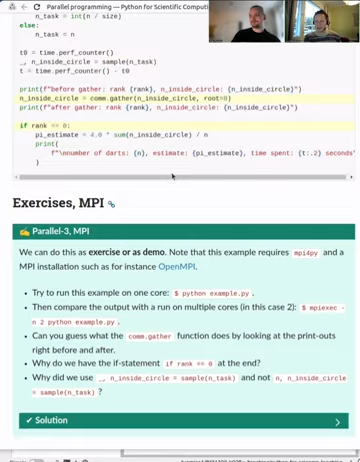 Parallel programming — Python for Scientific Computi
n_task = int(n / size)
else:
n_task = n
t0 = time.perf_counter()
_, n_inside_circle = sample(n_task)
t = time.perf_counter() - t0
print(f"before gather: rank {rank}, n_inside_circle: {n_inside_circle}")
n_inside_circle = comm.gather(n_inside_circle, root=0)
print(f"after gather: rank {rank}, n_inside_circle: {n_inside_circle}")
if rank == 0:
pi_estimate = 4.0 * sum(n_inside_circle) / n
print(
f"\nnumber of darts: {n}, estimate: {pi_estimate}, time spent: {t:.2} seconds"
)
Exercises, MPI
Parallel-3, MPI
We can do this as exercise or as demo. Note that this example requires mpi4py and a
MPI installation such as for instance OpenMPI.
• Try to run this example on one core: $ python example.py .
• Then compare the output with a run on multiple cores (in this case 2): $ mpiexec -
n 2 python example.py .
• Can you guess what the comm.gather function does by looking at the print-outs
right before and after.
• Why do we have the if-statement if rank == 0 at the end?
• Why did we use _, n_inside_circle = sample(n_task) and not n, n_inside_circle
= sample(n_task) ?
✓ Solution